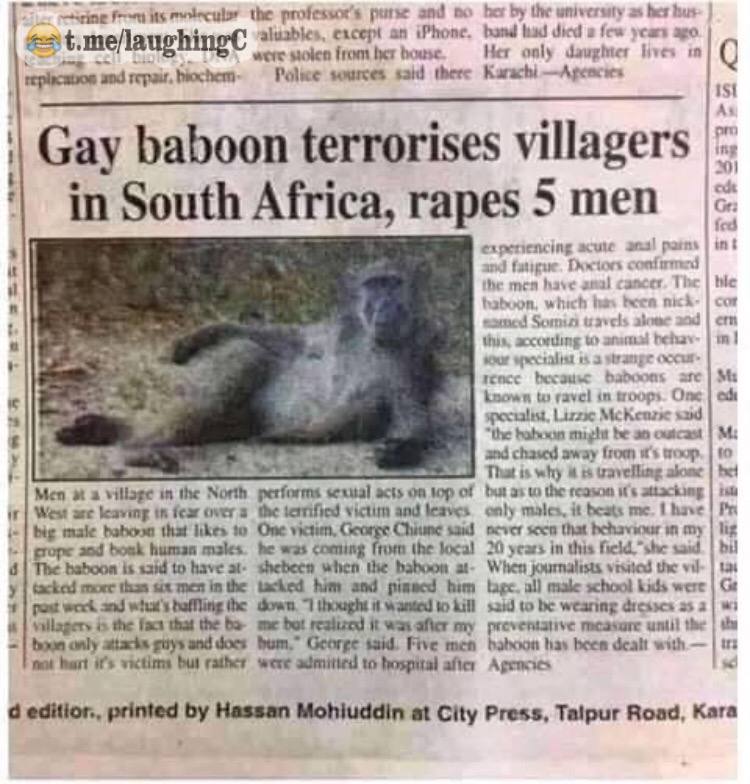 after retiring from its molecular
t.me/laughingC
replication and repair, biochem-
the professor's purse and no
valuables, except an iPhone,
were stolen from her house.
Police sources said there
her by the university as her hus-
band had died a few years ago.
Her only daughter lives in
Karachi.—Agencies
Gay baboon terrorises villagers
in South Africa, rapes 5 men
Men at a village in the North
West are leaving in fear over a
big male baboon that likes to
grope and bonk human males.
The baboon is said to have at-
tacked more than six men in the
past week and what's baffling the
villagers is the fact that the ba-
boon only attacks guys and does
not hurt it's victims but rather
performs sexual acts on top of
the terrified victim and leaves.
One victim, George Chiune said
he was coming from the local
shebeen when the baboon at-
tacked him and pinned him
down. "I thought it wanted to kill
me but realized it was after my
bum," George said. Five men
were admitted to hospital after
experiencing acute anal pains
and fatigue. Doctors confirmed
the men have anal cancer. The
baboon, which has been nick-
named Somizi travels alone and
this, according to animal behav-
iour specialist is a strange occur-
rence because baboons are
known to ravel in troops. One
specialist, Lizzie McKenzie said
"the baboon might be an outcast
and chased away from it's troop.
That is why it is travelling alone
but as to the reason it's attacking
only males, it beats me. I have
never seen that behaviour in my
20 years in this field,"she said.
When journalists visited the vil-
lage, all male school kids were
said to be wearing dresses as a
preventative measure until the
baboon has been dealt with.—
Agencies
d edition, printed by Hassan Mohiuddin at City Press, Talpur Road, Kara